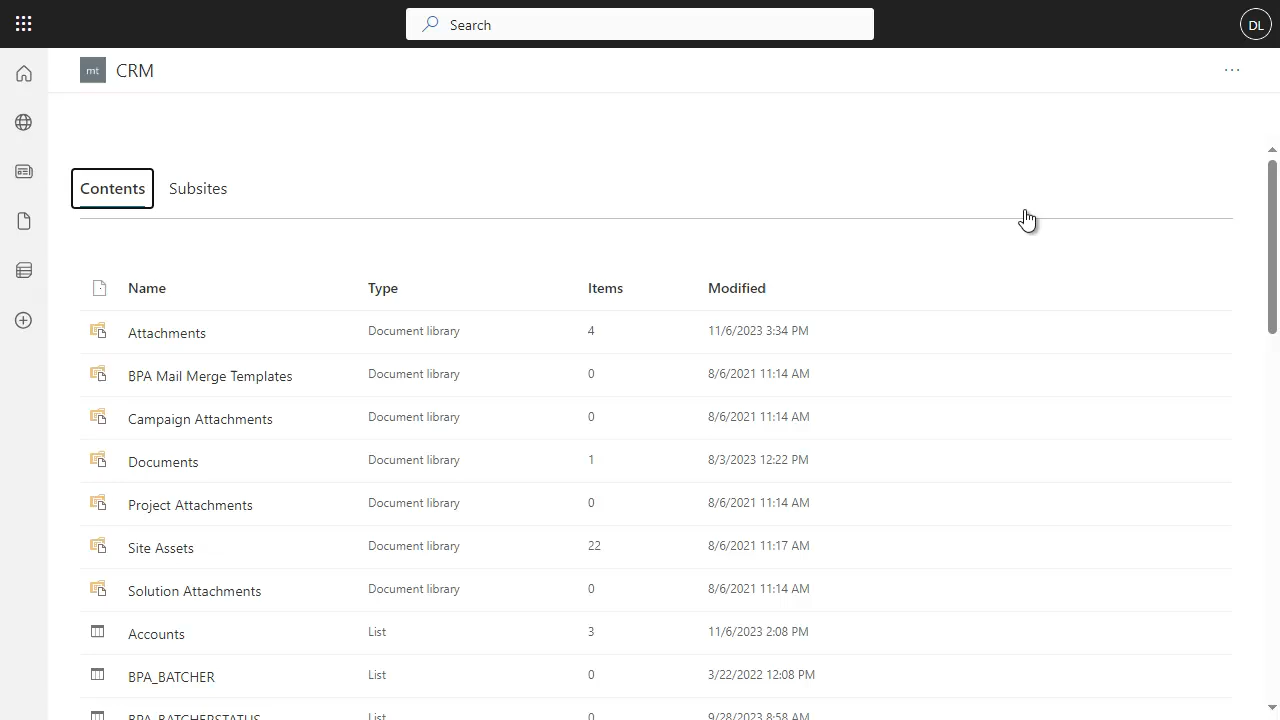 Search
DL
mt CRM
Contents Subsites
Name Type Items Modified
Attachments Document library 4 11/6/2023 3:34 PM
BPA Mail Merge Templates Document library 0 8/6/2021 11:14 AM
Campaign Attachments Document library 0 8/6/2021 11:14 AM
Documents Document library 1 8/3/2023 12:22 PM
Project Attachments Document library 0 8/6/2021 11:14 AM
Site Assets Document library 22 8/6/2021 11:17 AM
Solution Attachments Document library 0 8/6/2021 11:14 AM
Accounts List 3 11/6/2023 2:08 PM
BPA_BATCHER List 0 3/22/2022 12:08 PM
BPA_BATCHERSTATUS List 0 9/28/2023 8:58 AM